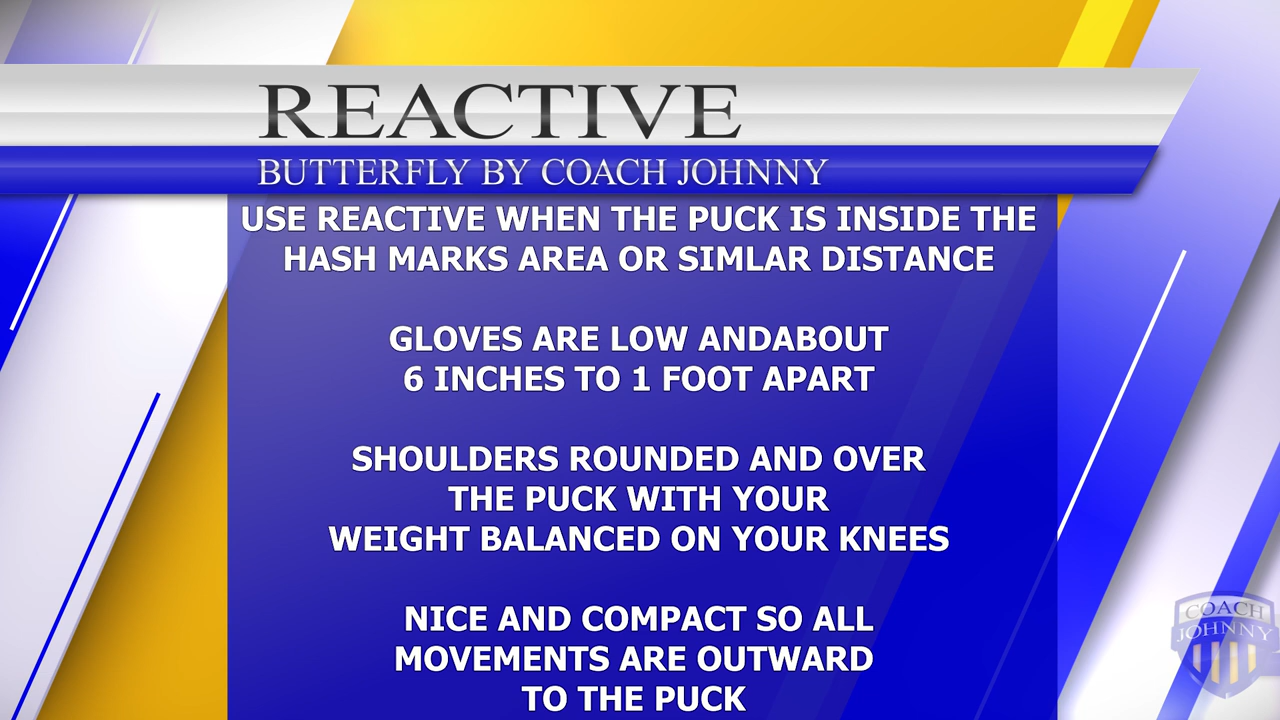 REACTIVE
BUTTERFLY BY COACH JOHNNY
USE REACTIVE WHEN THE PUCK IS INSIDE THE
HASH MARKS AREA OR SIMLAR DISTANCE
GLOVES ARE LOW ANDABOUT
6 INCHES TO 1 FOOT APART
SHOULDERS ROUNDED AND OVER
THE PUCK WITH YOUR
WEIGHT BALANCED ON YOUR KNEES
NICE AND COMPACT SO ALL
MOVEMENTS ARE OUTWARD
TO THE PUCK
COACH
JOHNNY